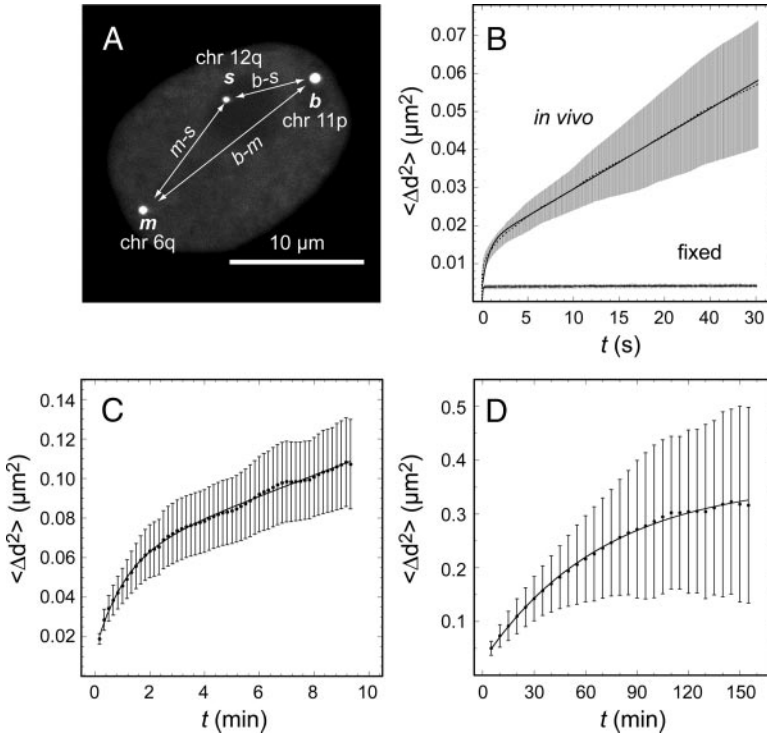 A
chr 12q
s
b-s
b
chr 11p
m-s
b-m
m
chr 6q
10 µm
B
<Δd²> (µm²)
0.07
0.06
0.05
0.04
0.03
0.02
0.01
in vivo
fixed
0 5 10 5 20 40 30
t (s)
C
<Δd²> (µm²)
0.14
0.12
0.10
0.08
0.06
0.04
0.02
0 2 4 6 8 10
t (min)
D
<Δd²> (µm²)
0.5
0.4
0.3
0.2
0.1
0 30 60 90 120 150
t (min)